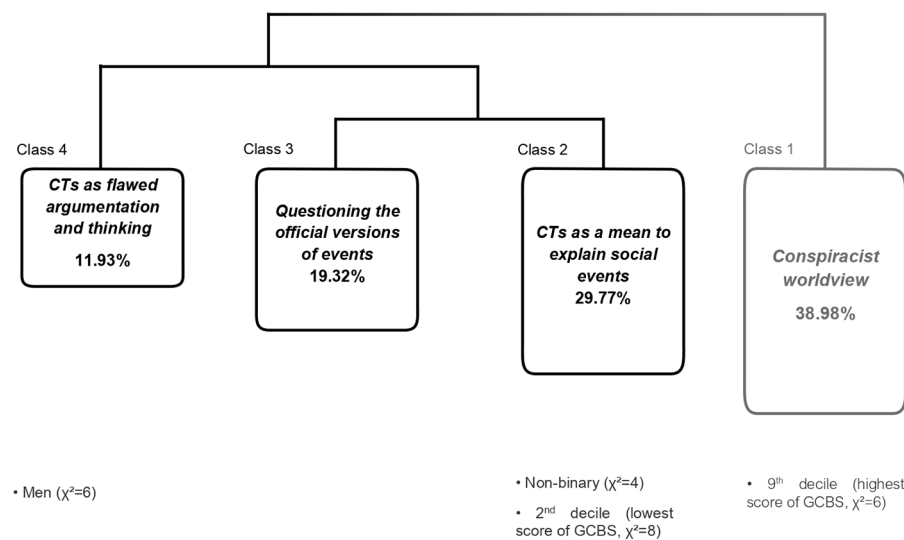 Class 4
CTs as flawed
argumentation
and thinking
11.93%
Class 3
Questioning the
official versions
of events
19.32%
Class 2
CTs as a mean to
explain social
events
29.77%
Class 1
Conspiracist
worldview
38.98%
• Men (χ²=6)
• Non-binary (χ²=4)
• 2nd decile (lowest
score of GCBS, χ²=8)
• 9th decile (highest
score of GCBS, χ²=6)